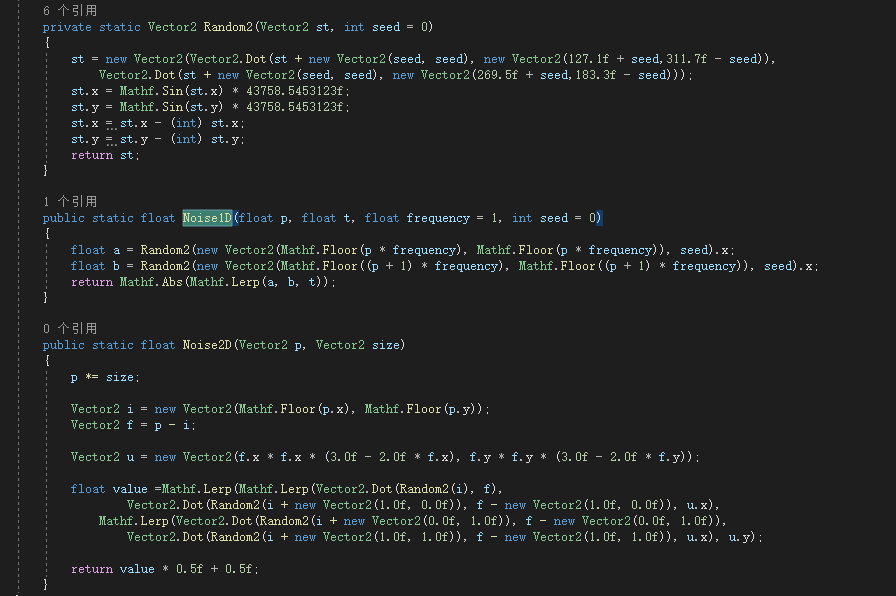 6 个引用
private static Vector2 Random2(Vector2 st, int seed = 0)
{
    st = new Vector2(Vector2.Dot(st + new Vector2(seed, seed), new Vector2(127.1f + seed,311.7f - seed)),
        Vector2.Dot(st + new Vector2(seed, seed), new Vector2(269.5f + seed,183.3f - seed)));
    st.x = Mathf.Sin(st.x) * 43758.5453123f;
    st.y = Mathf.Sin(st.y) * 43758.5453123f;
    st.x = st.x - (int) st.x;
    st.y = st.y - (int) st.y;
    return st;
}
1 个引用
public static float Noise1D(float p, float t, float frequency = 1, int seed = 0)
{
    float a = Random2(new Vector2(Mathf.Floor(p * frequency), Mathf.Floor(p * frequency)), seed).x;
    float b = Random2(new Vector2(Mathf.Floor((p + 1) * frequency), Mathf.Floor((p + 1) * frequency)), seed).x;
    return Mathf.Abs(Mathf.Lerp(a, b, t));
}
0 个引用
public static float Noise2D(Vector2 p, Vector2 size)
{
    p *= size;
    Vector2 i = new Vector2(Mathf.Floor(p.x), Mathf.Floor(p.y));
    Vector2 f = p - i;
    Vector2 u = new Vector2(f.x * f.x * (3.0f - 2.0f * f.x), f.y * f.y * (3.0f - 2.0f * f.y));
    float value =Mathf.Lerp(Mathf.Lerp(Vector2.Dot(Random2(i), f),
            Vector2.Dot(Random2(i + new Vector2(1.0f, 0.0f)), f - new Vector2(1.0f, 0.0f)), u.x),
        Mathf.Lerp(Vector2.Dot(Random2(i + new Vector2(0.0f, 1.0f)), f - new Vector2(0.0f, 1.0f)),
            Vector2.Dot(Random2(i + new Vector2(1.0f, 1.0f)), f - new Vector2(1.0f, 1.0f)), u.x), u.y);
    return value * 0.5f + 0.5f;
}